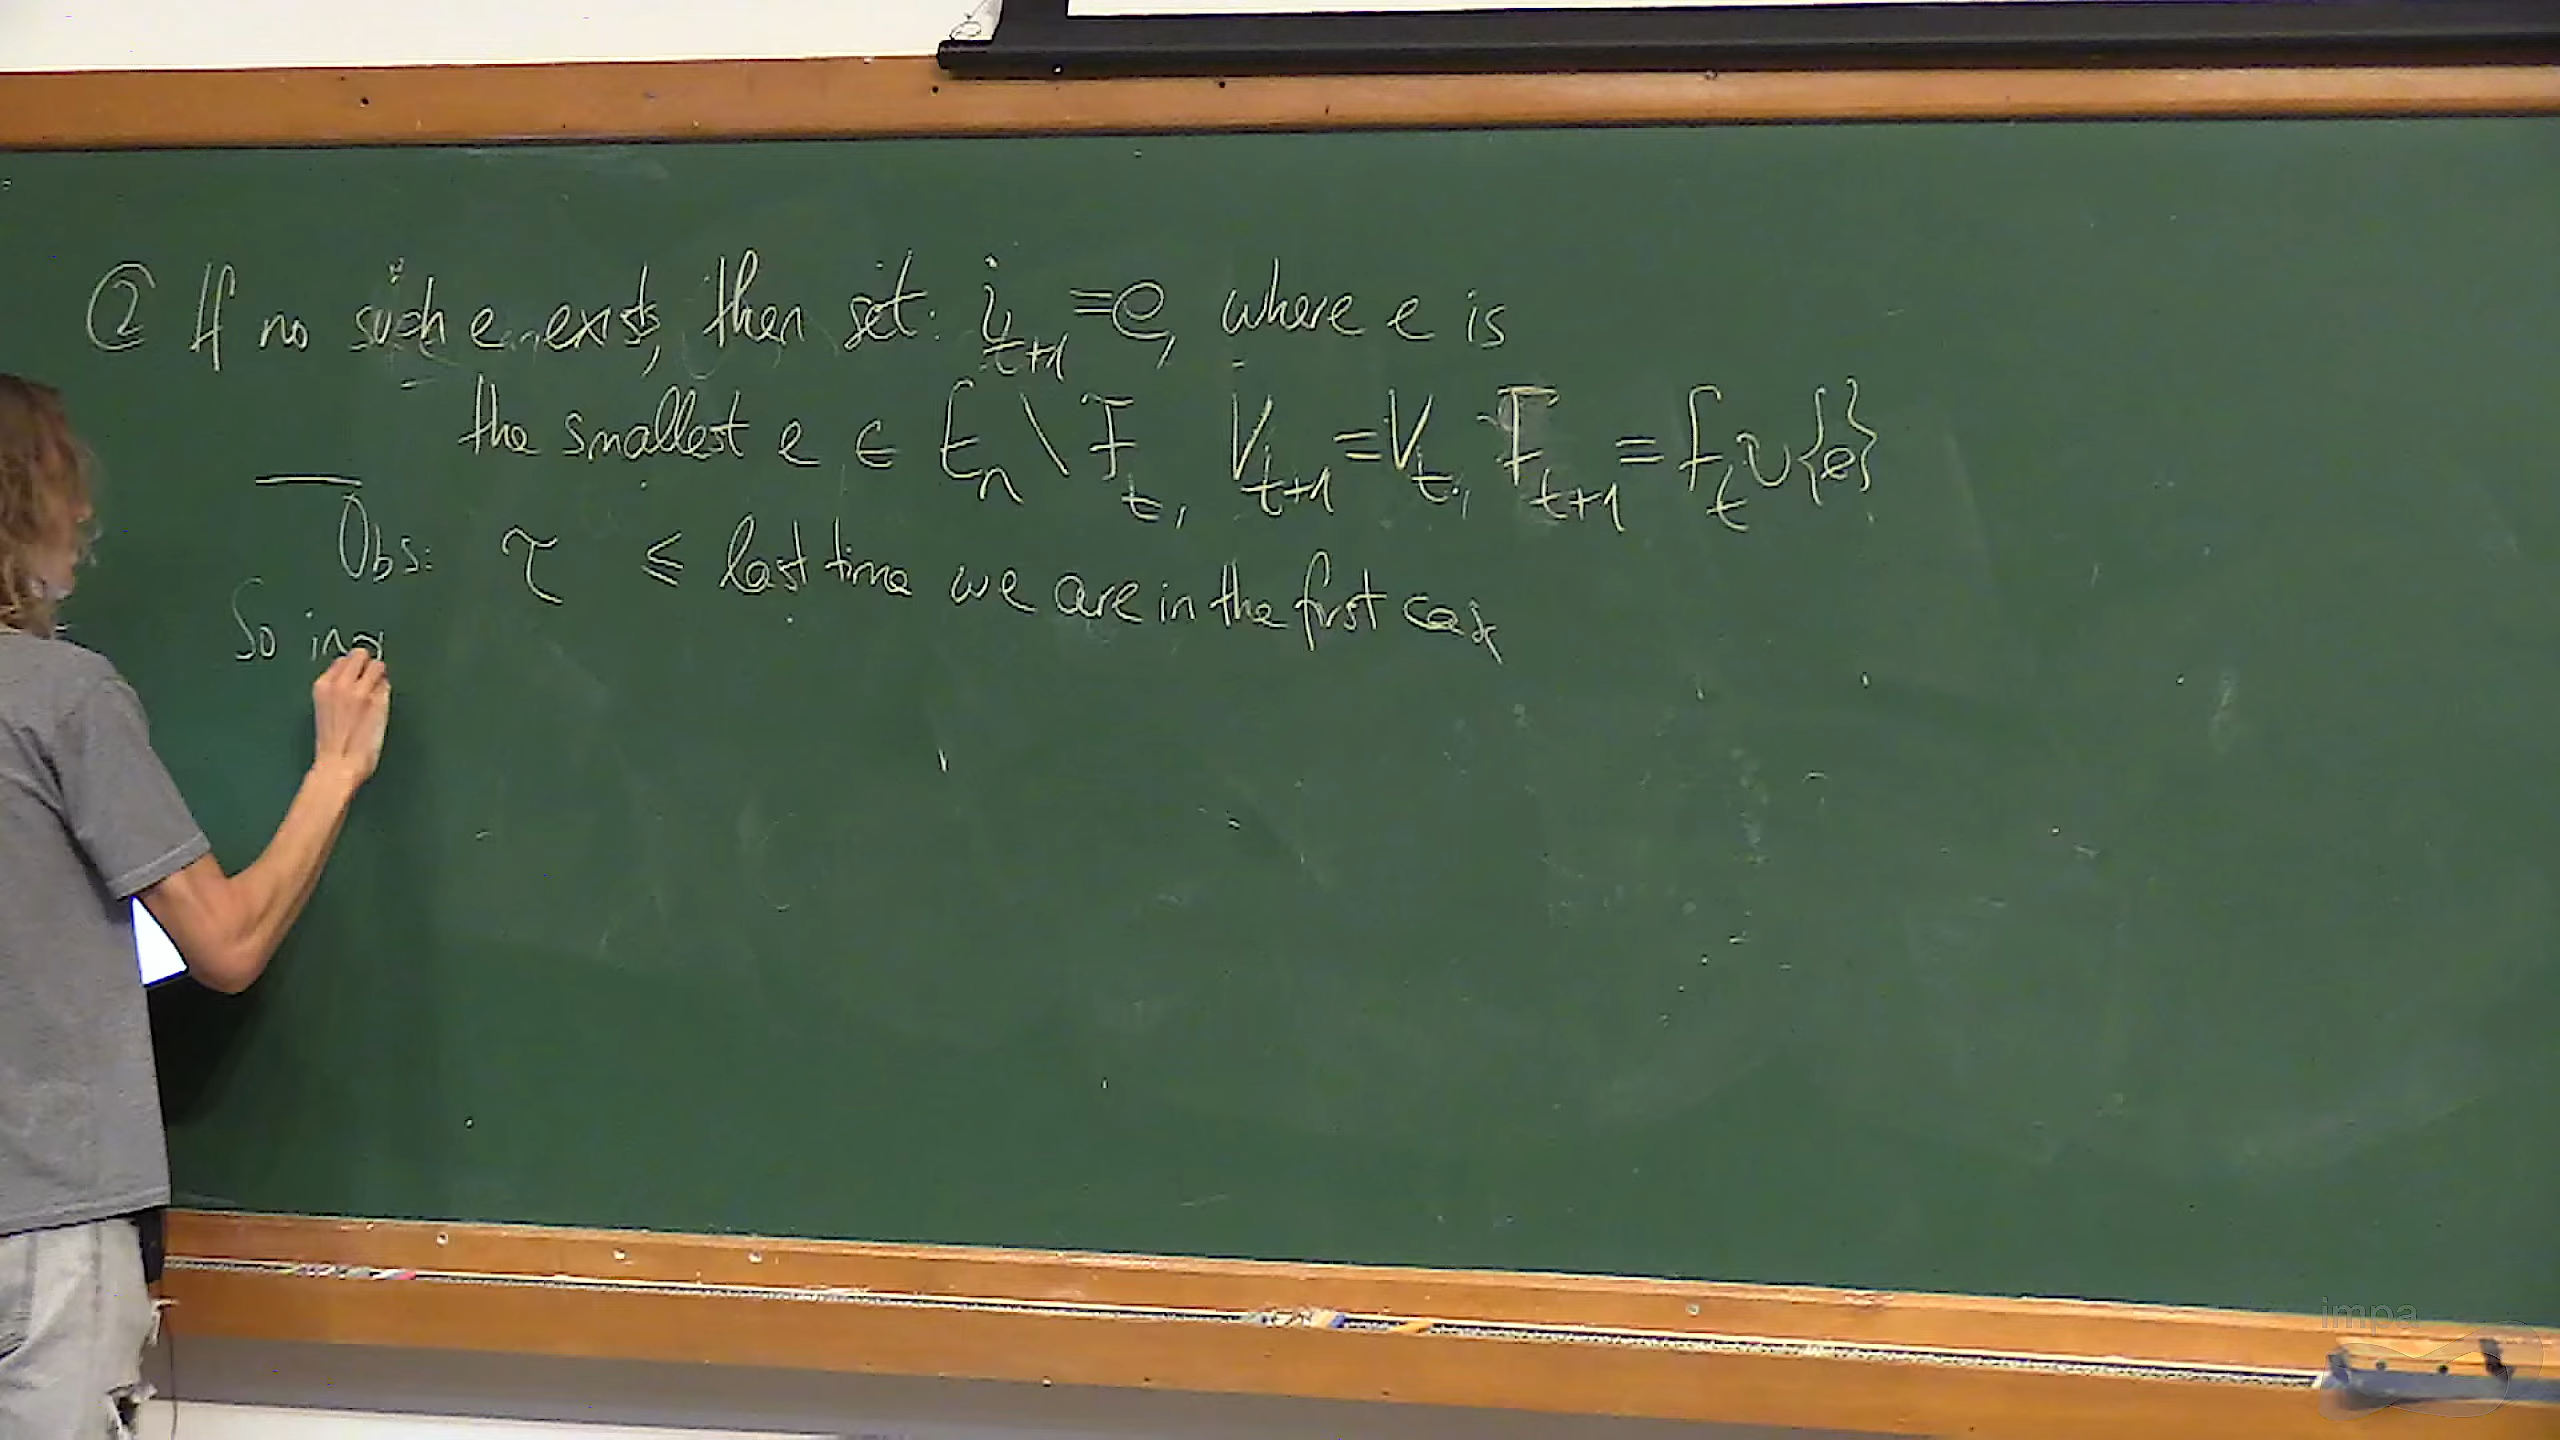 ② If no such e exists, then set: i_{t+1} = e, where e is
the smallest e ∈ E_n \ F_t, V_{t+1} = V_t, F_{t+1} = F_t ∪ {e}
Obs: τ ≤ last time we are in the first case
So in
impa